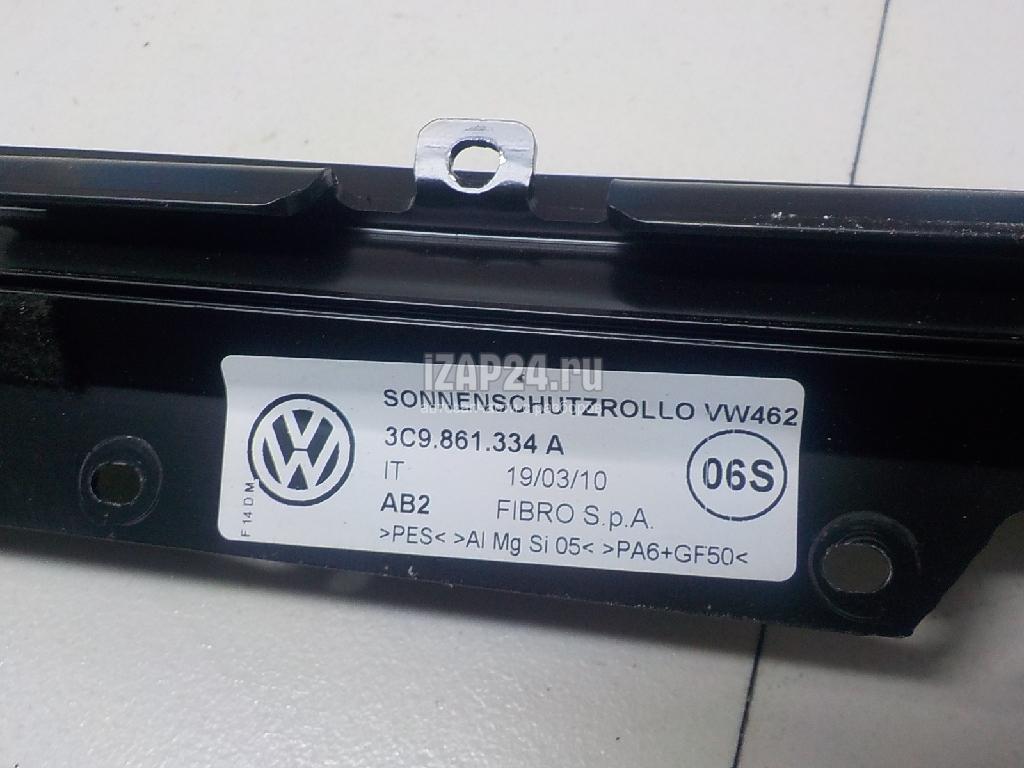 iZAP24.ru
SONNENSCHUTZROLLO VW462
3C9.861.334 A
06S
IT 19/03/10
AB2 FIBRO S.p.A.
>PES< >Al Mg Si 05< >PA6+GF50<
F 14 D M